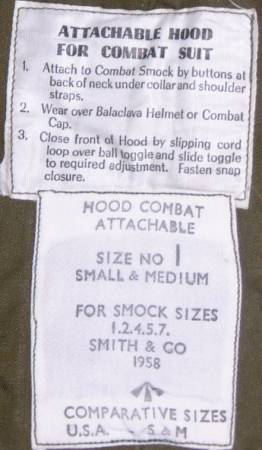 ATTACHABLE HOOD
FOR COMBAT SUIT
1. Attach to Combat Smock by buttons at
back of neck under collar and shoulder
straps.
2. Wear over Balaclava Helmet or Combat
Cap.
3. Close front of Hood by slipping cord
loop over ball toggle and slide toggle
to required adjustment. Fasten snap
closure.
HOOD COMBAT
ATTACHABLE
SIZE NO 1
SMALL & MEDIUM
FOR SMOCK SIZES
1.2.4.5.7.
SMITH & CO
1958
COMPARATIVE SIZES
U.S.A. S & M